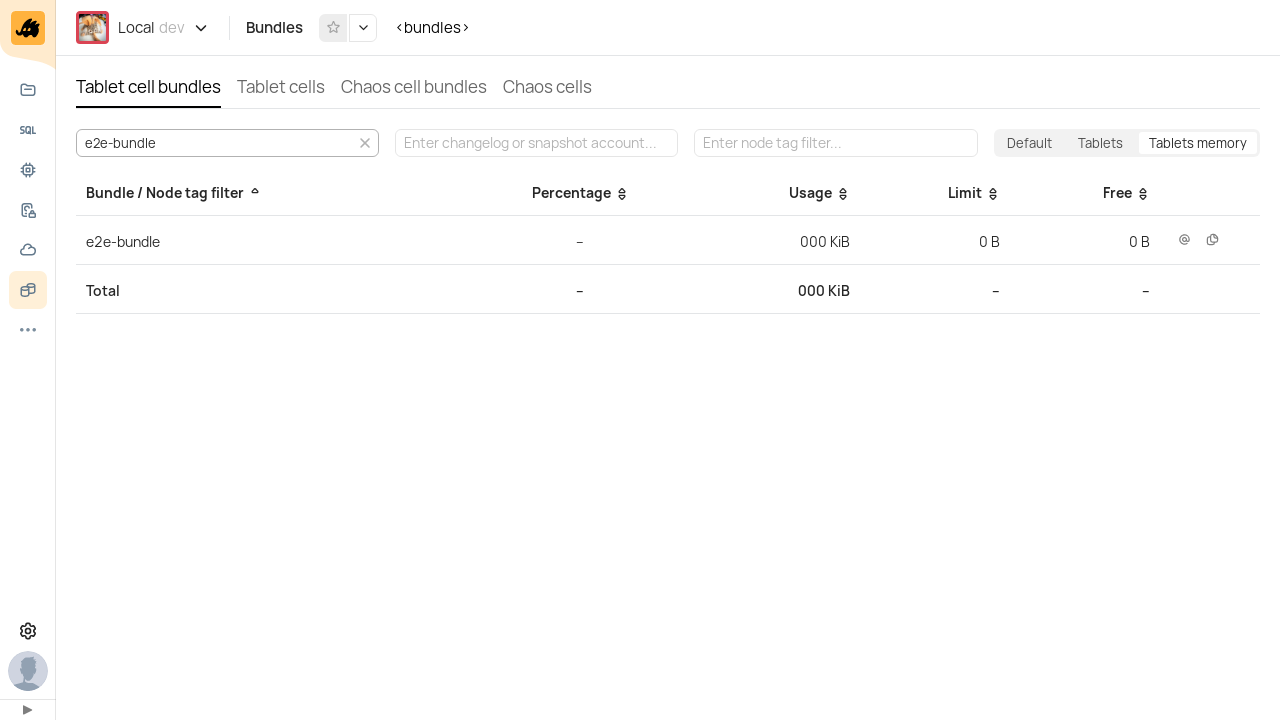 Local dev
Bundles
<bundles>
SQL
Tablet cell bundles
Tablet cells
Chaos cell bundles
Chaos cells
e2e-bundle
Enter changelog or snapshot account...
Enter node tag filter...
Default
Tablets
Tablets memory
Bundle / Node tag filter Percentage Usage Limit Free
e2e-bundle – 000 KiB 0 B 0 B
Total – 000 KiB – –